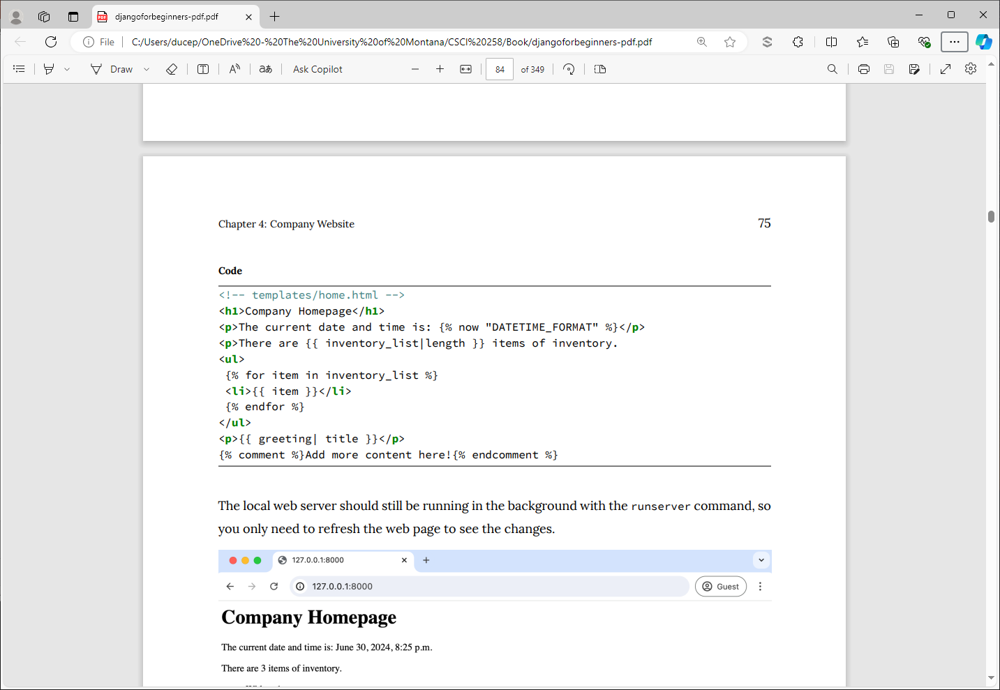 djangoforbeginners-pdf.pdf
File
C:/Users/ducep/OneDrive%20-%20The%20University%20of%20Montana/CSCI%20258/Book/djangoforbeginners-pdf.pdf
Draw
Ask Copilot
84
of 349
Chapter 4: Company Website
75
Code
<!-- templates/home.html -->
<h1>Company Homepage</h1>
<p>The current date and time is: {% now "DATETIME_FORMAT" %}</p>
<p>There are {{ inventory_list|length }} items of inventory.
<ul>
{% for item in inventory_list %}
<li>{{ item }}</li>
{% endfor %}
</ul>
<p>{{ greeting| title }}</p>
{% comment %}Add more content here!{% endcomment %}
The local web server should still be running in the background with the runserver command, so
you only need to refresh the web page to see the changes.
127.0.0.1:8000
127.0.0.1:8000
Guest
Company Homepage
The current date and time is: June 30, 2024, 8:25 p.m.
There are 3 items of inventory.